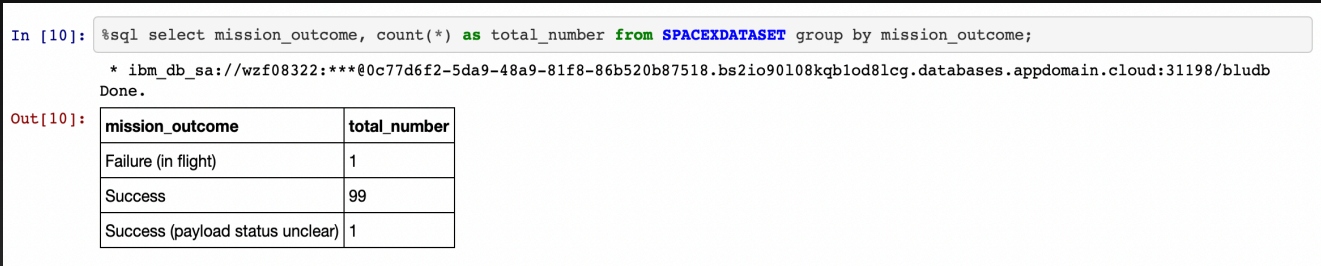 In [10]: %sql select mission_outcome, count(*) as total_number from SPACEXDATASET group by mission_outcome;
* ibm_db_sa://wzf08322:***@0c77d6f2-5da9-48a9-81f8-86b520b87518.bs2io90l08kqb1od8lcg.databases.appdomain.cloud:31198/bludb
Done.
Out[10]:
mission_outcome total_number
Failure (in flight) 1
Success 99
Success (payload status unclear) 1